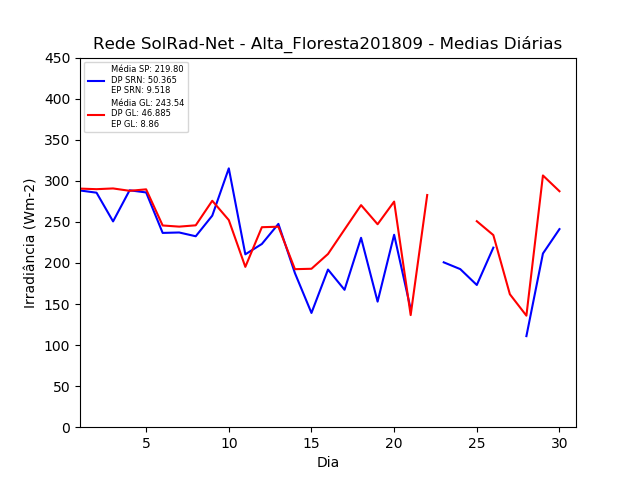 Rede SolRad-Net - Alta_Floresta201809 - Medias Diárias
Média SP: 219.80
DP SRN: 50.365
EP SRN: 9.518
Média GL: 243.54
DP GL: 46.885
EP GL: 8.86
450
400
350
300
250
200
150
100
50
0
Irradiância (Wm-2)
5
10
15
20
25
30
Dia